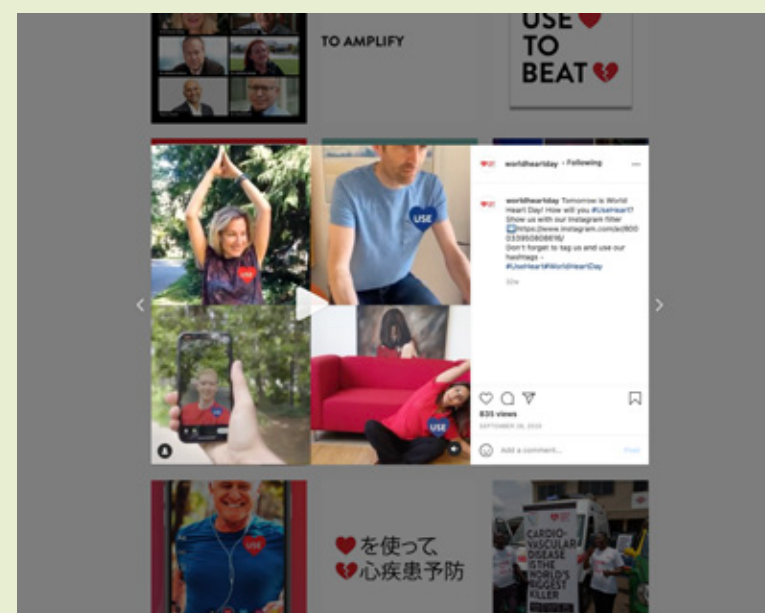 TO AMPLIFY
USE
TO
BEAT
USE
USE
USE
worldheartday • Following
worldheartday Tomorrow is World
Heart Day! How will you #UseHeart?
Show us with our Instagram filter
Don't forget to tag us and use our
hashtags -
#UseHeart#WorldHeartDay
32w
835 views
Add a comment...
Post
USE
を使って
心疾患予防
CARDIO-
VASCULAR
DISEASE
IS THE
WORLD'S
BIGGEST
KILLER